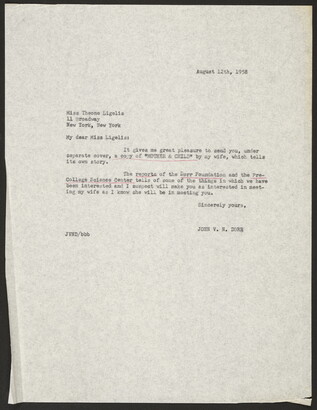 August 12th, 1958
Miss Thomne Ligelis
11 Broadway
New York, New York
My dear Miss Ligelis:
It gives me great pleasure to send you, under
separate cover, a copy of "MOTHER & CHILD" by my wife, which tells
its own story.
The reports of the Dorr Foundation and the Pre-
College Science Center tells of some of the things in which we have
been interested and I suspect will make you as interested in meet-
ing my wife as I know she will be in meeting you.
Sincerely yours,
JOHN V. N. DORR
JVND/bbb